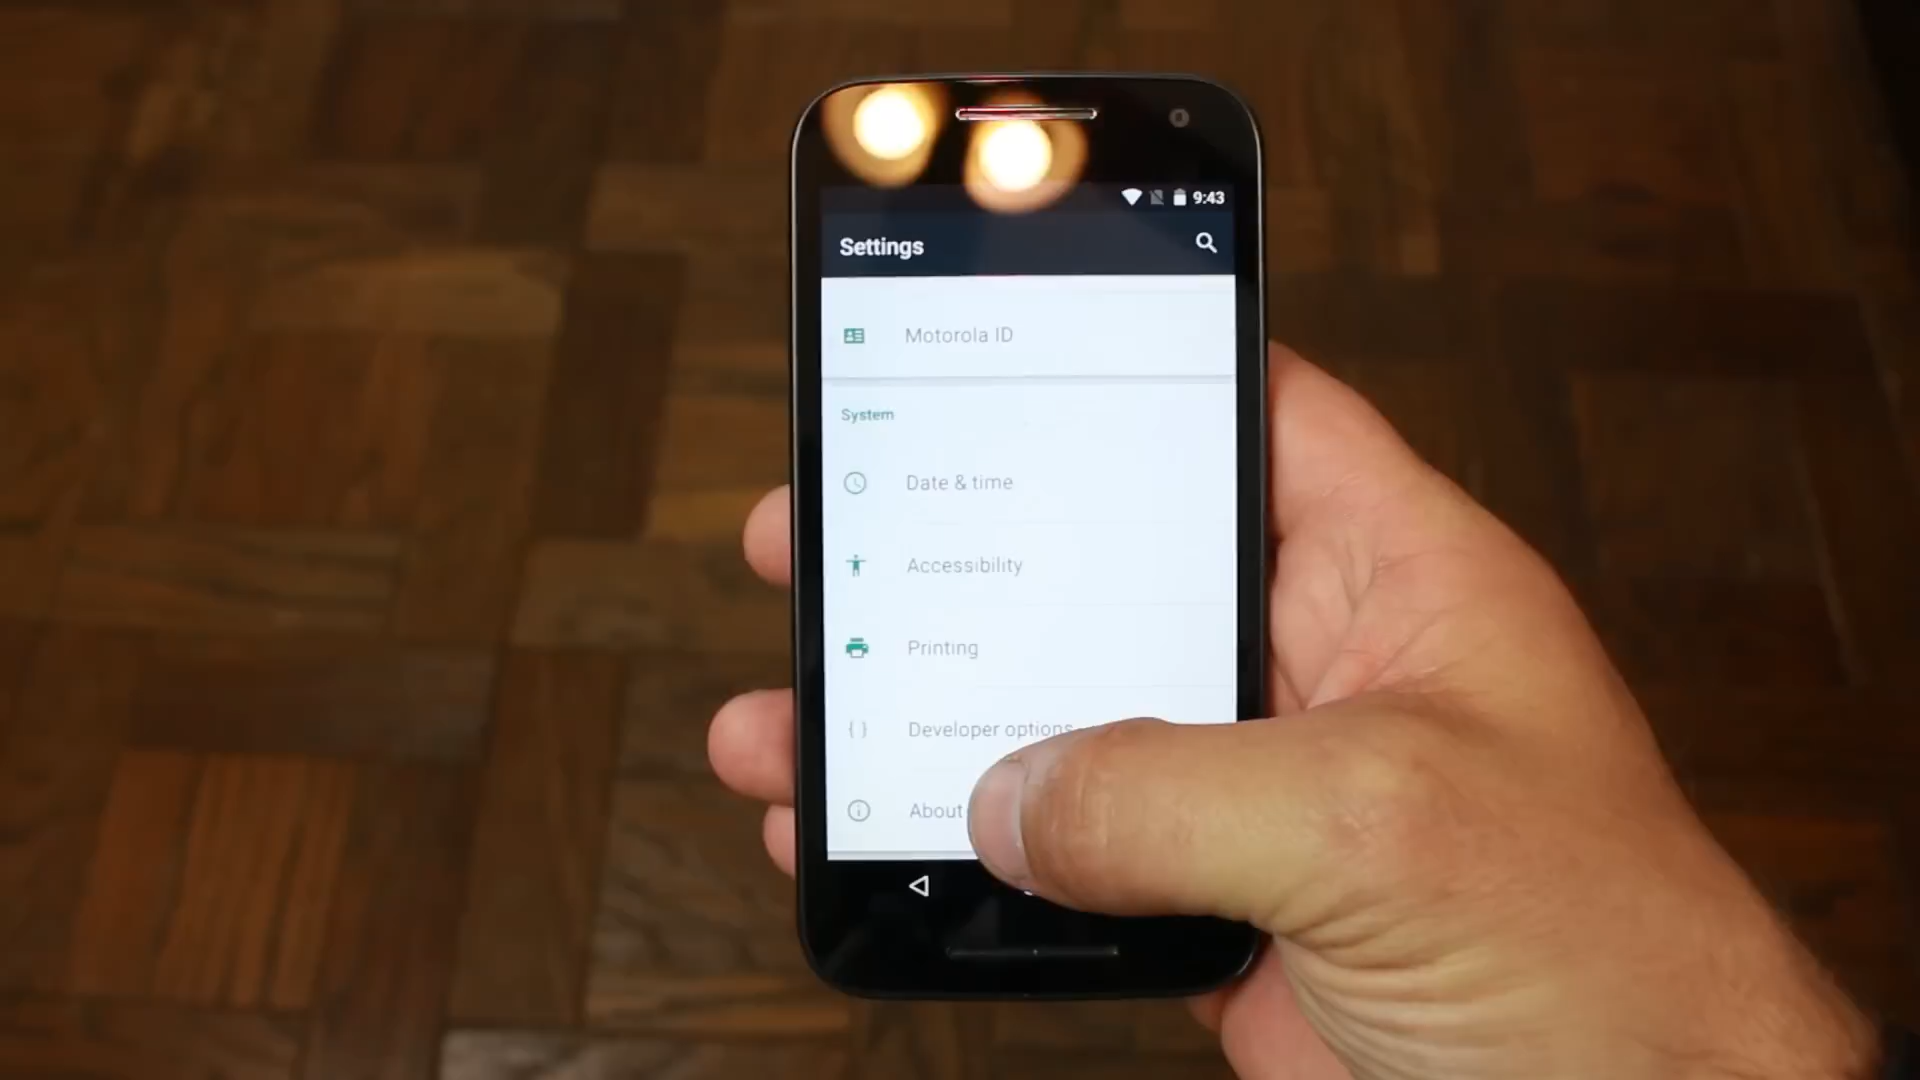 9:43
Settings
Motorola ID
System
Date & time
Accessibility
Printing
{ } Developer options
About